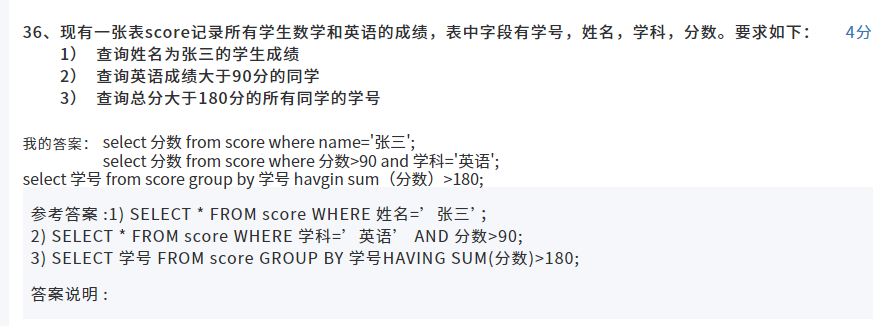 36、现有一张表score记录所有学生数学和英语的成绩，表中字段有学号，姓名，学科，分数。要求如下： 4分
1） 查询姓名为张三的学生成绩
2） 查询英语成绩大于90分的同学
3） 查询总分大于180分的所有同学的学号
我的答案： select 分数 from score where name='张三';
select 分数 from score where 分数>90 and 学科='英语';
select 学号 from score group by 学号 havgin sum（分数）>180;
参考答案 :1) SELECT * FROM score WHERE 姓名=’张三’;
2) SELECT * FROM score WHERE 学科=’英语’ AND 分数>90;
3) SELECT 学号 FROM score GROUP BY 学号HAVING SUM(分数)>180;
答案说明 :